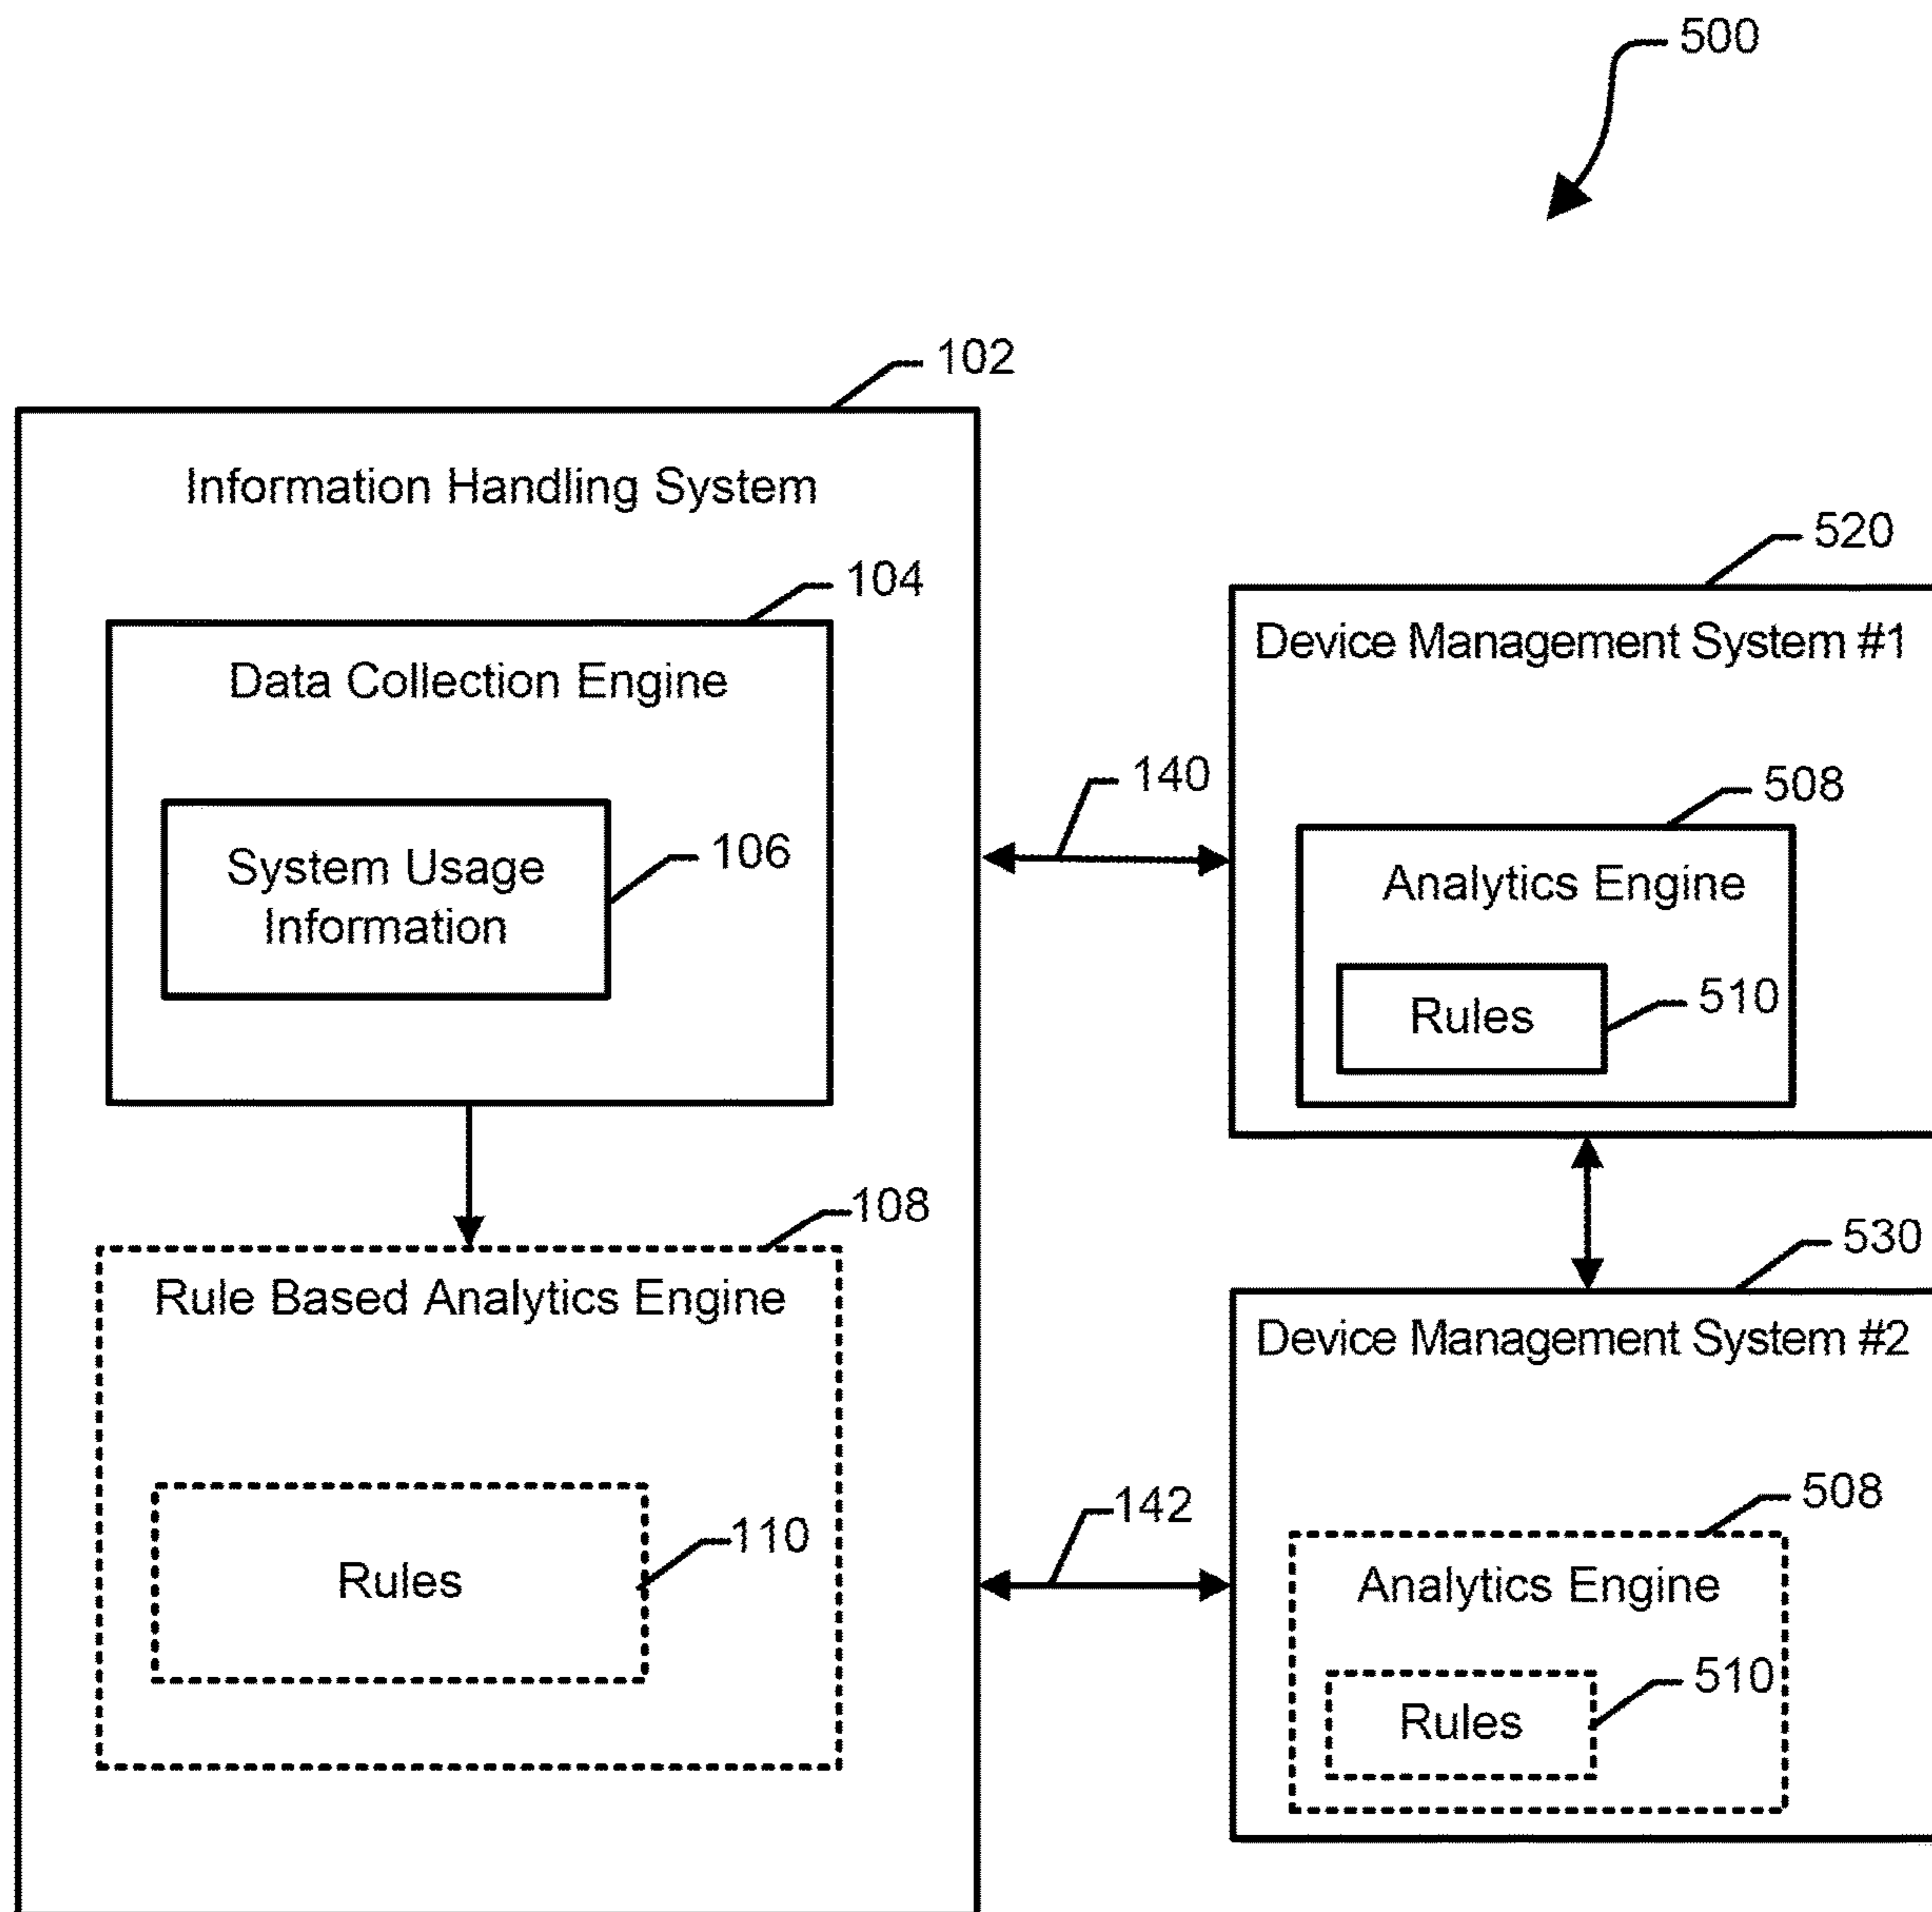 500
102
Information Handling System
104
Data Collection Engine
System Usage
Information
106
108
Rule Based Analytics Engine
Rules
110
140
142
520
Device Management System #1
508
Analytics Engine
Rules
510
530
Device Management System #2
508
Analytics Engine
Rules
510